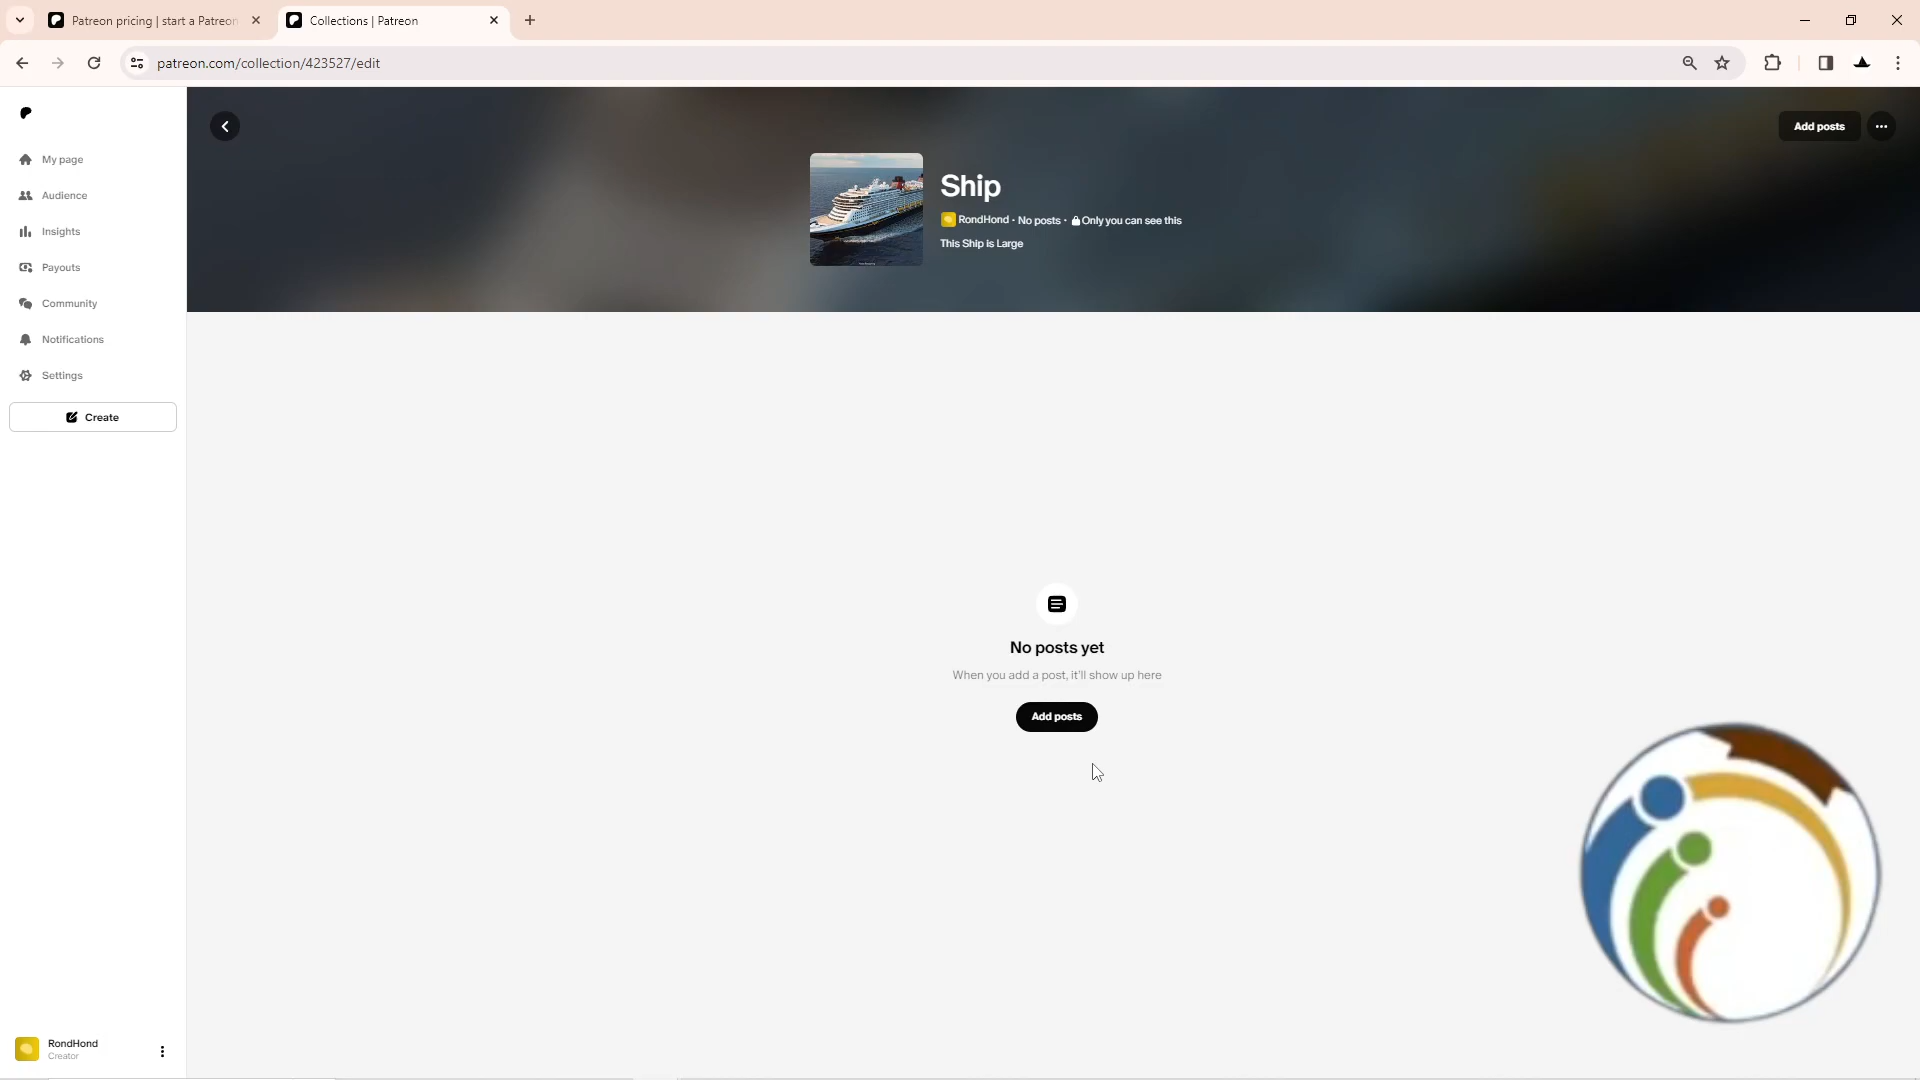 Patreon pricing | start a Patreon
Collections | Patreon
patreon.com/collection/423527/edit
My page
Audience
Insights
Payouts
Community
Notifications
Settings
Create
Add posts
Ship
RondHond · No posts · Only you can see this
This Ship is Large
No posts yet
When you add a post, it'll show up here
Add posts
RondHond
Creator